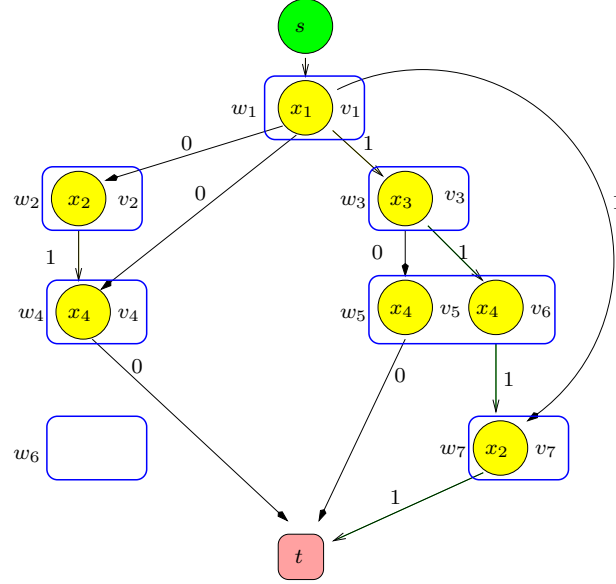 s
w₁ x₁ v₁
0 1
0
1
w₂ x₂ v₂
w₃ x₃ v₃
1 0 1
w₄ x₄ v₄
w₅ x₄ v₅ x₄ v₆
0 0 1
w₆
w₇ x₂ v₇
1
t